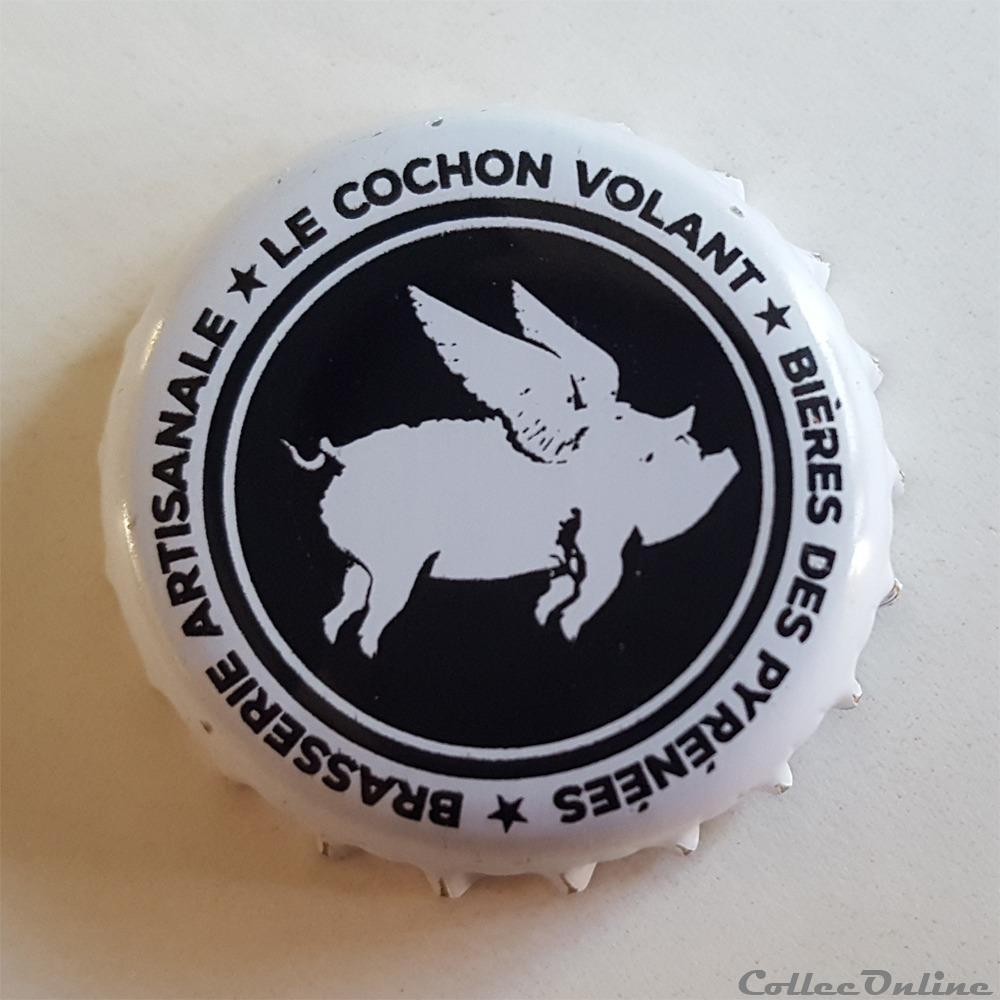 BRASSERIE ARTISANALE ★ LE COCHON VOLANT ★ BIÈRES DES PYRÉNÉES ★
CollecOnline